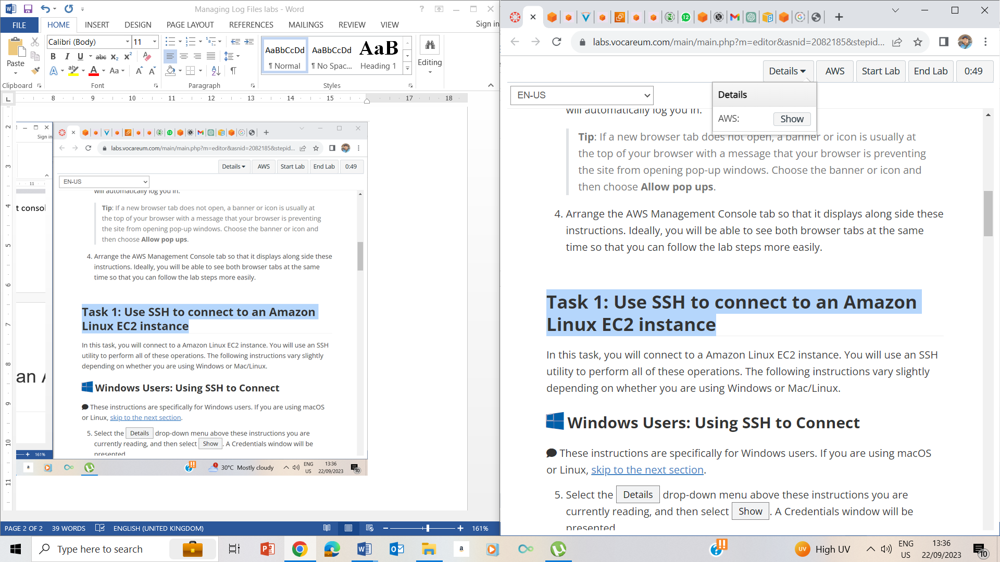 Managing Log Files labs - Word
FILE
HOME
INSERT
DESIGN
PAGE LAYOUT
REFERENCES
MAILINGS
REVIEW
VIEW
Sign in
Paste
Calibri (Body)
11
AaBbCcDd
AaBbCcDd
AaB
¶ Normal
¶ No Spac...
Heading 1
Editing
Clipboard
Font
Paragraph
Styles
8 9 10 11 12 13 14 15 17 18
2
3
4
5
6
7
8
9
10
11
Sign in
11
t consol
an A
161%
labs.vocareum.com/main/main.php?m=editor&asnid=2082185&stepid...
Details
AWS
Start Lab
End Lab
0:49
EN-US
will automatically log you in.
Tip: If a new browser tab does not open, a banner or icon is usually at
the top of your browser with a message that your browser is preventing
the site from opening pop-up windows. Choose the banner or icon and
then choose Allow pop ups.
4. Arrange the AWS Management Console tab so that it displays along side these
instructions. Ideally, you will be able to see both browser tabs at the same
time so that you can follow the lab steps more easily.
Task 1: Use SSH to connect to an Amazon
Linux EC2 instance
In this task, you will connect to a Amazon Linux EC2 instance. You will use an SSH
utility to perform all of these operations. The following instructions vary slightly
depending on whether you are using Windows or Mac/Linux.
Windows Users: Using SSH to Connect
These instructions are specifically for Windows users. If you are using macOS
or Linux, skip to the next section.
5. Select the Details drop-down menu above these instructions you are
currently reading, and then select Show. A Credentials window will be
presented
30°C Mostly cloudy
ENG
US
13:36
22/09/2023
10
PAGE 2 OF 2
39 WORDS
ENGLISH (UNITED KINGDOM)
161%
labs.vocareum.com/main/main.php?m=editor&asnid=2082185&stepid...
Details
AWS
Start Lab
End Lab
0:49
EN-US
Details
AWS:
Show
will automatically log you in.
Tip: If a new browser tab does not open, a banner or icon is usually at
the top of your browser with a message that your browser is preventing
the site from opening pop-up windows. Choose the banner or icon and
then choose Allow pop ups.
4. Arrange the AWS Management Console tab so that it displays along side these
instructions. Ideally, you will be able to see both browser tabs at the same
time so that you can follow the lab steps more easily.
Task 1: Use SSH to connect to an Amazon
Linux EC2 instance
In this task, you will connect to a Amazon Linux EC2 instance. You will use an SSH
utility to perform all of these operations. The following instructions vary slightly
depending on whether you are using Windows or Mac/Linux.
Windows Users: Using SSH to Connect
These instructions are specifically for Windows users. If you are using macOS
or Linux, skip to the next section.
5. Select the Details drop-down menu above these instructions you are
currently reading, and then select Show. A Credentials window will be
presented
Type here to search
High UV
ENG
US
13:36
22/09/2023
10